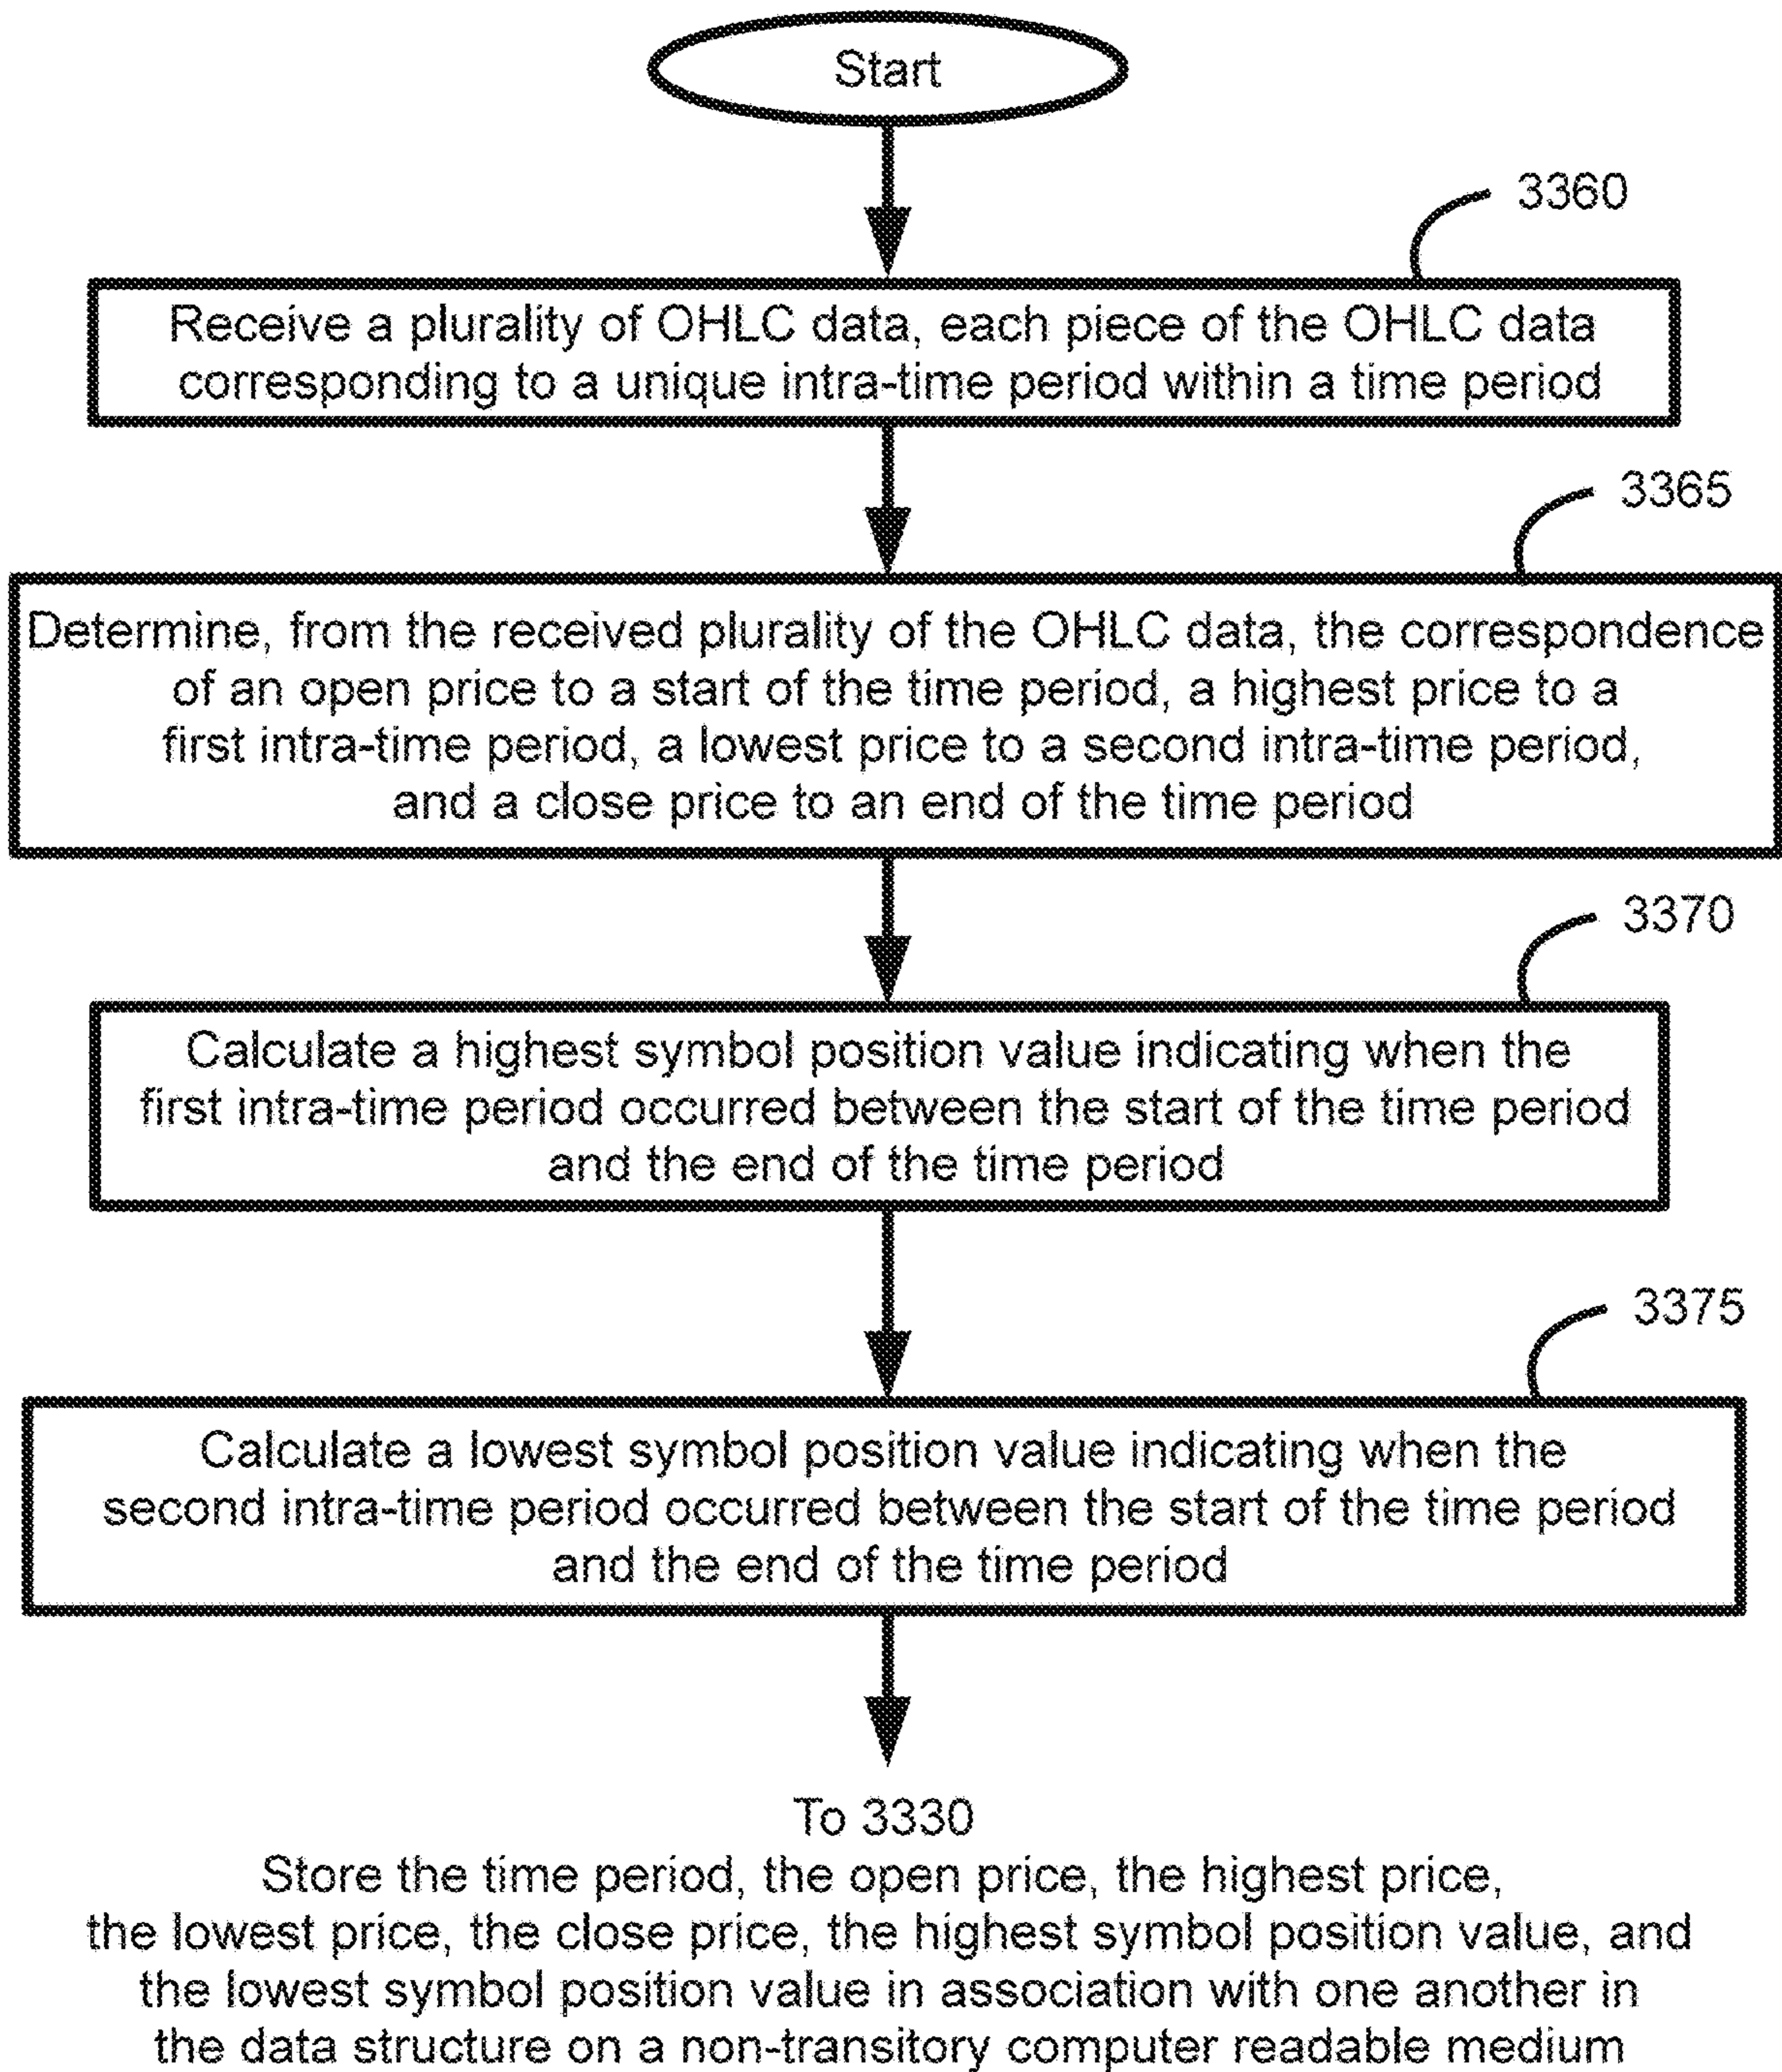 Start
3360
Receive a plurality of OHLC data, each piece of the OHLC data
corresponding to a unique intra-time period within a time period
3365
Determine, from the received plurality of the OHLC data, the correspondence
of an open price to a start of the time period, a highest price to a
first intra-time period, a lowest price to a second intra-time period,
and a close price to an end of the time period
3370
Calculate a highest symbol position value indicating when the
first intra-time period occurred between the start of the time period
and the end of the time period
3375
Calculate a lowest symbol position value indicating when the
second intra-time period occurred between the start of the time period
and the end of the time period
To 3330
Store the time period, the open price, the highest price,
the lowest price, the close price, the highest symbol position value, and
the lowest symbol position value in association with one another in
the data structure on a non-transitory computer readable medium